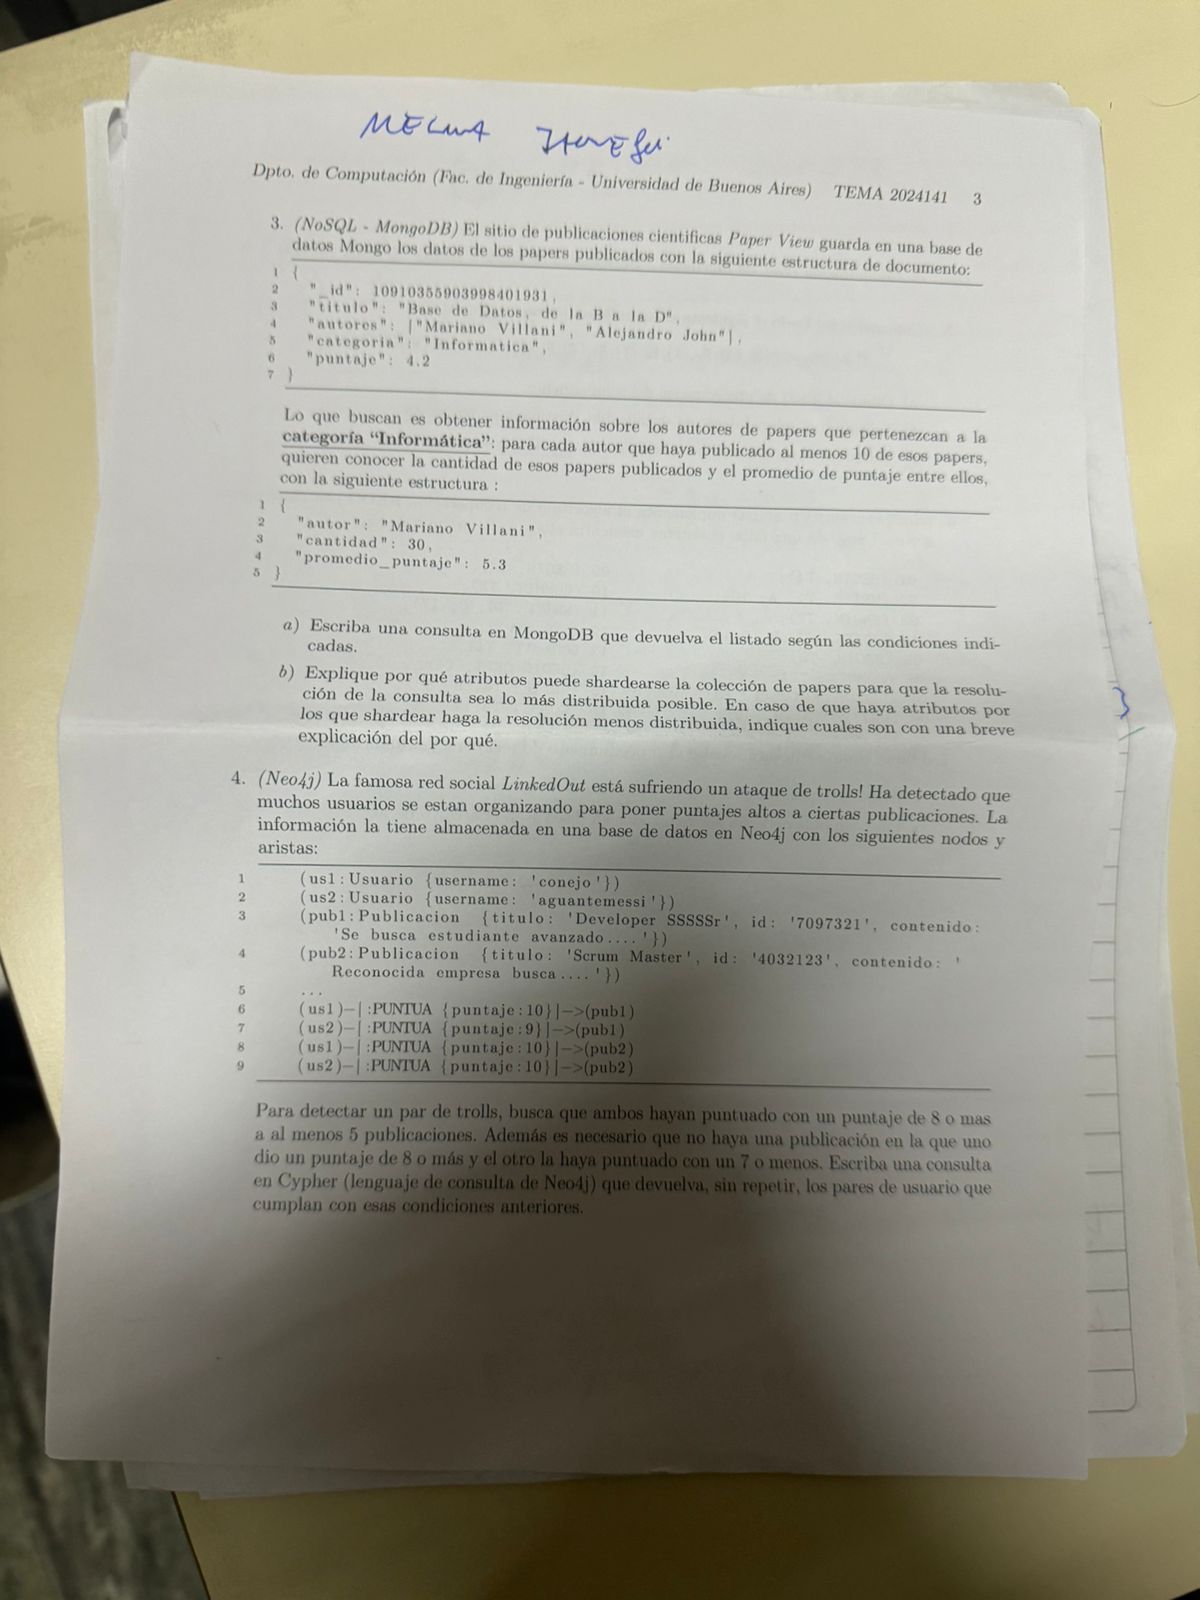 Dpto. de Computación (Fac. de Ingeniería - Universidad de Buenos Aires) TEMA 2024141 3
3. (NoSQL - MongoDB) El sitio de publicaciones cientificas Paper View guarda en una base de
datos Mongo los datos de los papers publicados con la siguiente estructura de documento:
1 {
2 "_id": 10910355903998401931,
3 "titulo": "Base de Datos, de la B a la D",
4 "autores": ["Mariano Villani", "Alejandro John"],
5 "categoria": "Informatica",
6 "puntaje": 4.2
7 }
Lo que buscan es obtener información sobre los autores de papers que pertenezcan a la
categoría “Informática”; para cada autor que haya publicado al menos 10 de esos papers,
quieren conocer la cantidad de esos papers publicados y el promedio de puntaje entre ellos,
con la siguiente estructura :
1 {
2 "autor": "Mariano Villani",
3 "cantidad": 30,
4 "promedio_puntaje": 5.3
5 }
a) Escriba una consulta en MongoDB que devuelva el listado según las condiciones indi-
cadas.
b) Explique por qué atributos puede shardearse la colección de papers para que la resolu-
ción de la consulta sea lo más distribuida posible. En caso de que haya atributos por
los que shardear haga la resolución menos distribuida, indique cuales son con una breve
explicación del por qué.
3
4. (Neo4j) La famosa red social LinkedOut está sufriendo un ataque de trolls! Ha detectado que
muchos usuarios se estan organizando para poner puntajes altos a ciertas publicaciones. La
información la tiene almacenada en una base de datos en Neo4j con los siguientes nodos y
aristas:
1 (us1:Usuario {username: 'conejo'})
2 (us2:Usuario {username: 'aguantemessi'})
3 (pub1:Publicacion {titulo: 'Developer SSSSSr', id: '7097321', contenido:
'Se busca estudiante avanzado....'})
4 (pub2:Publicacion {titulo: 'Scrum Master', id: '4032123', contenido: '
Reconocida empresa busca....'})
5 ...
6 (us1)-[:PUNTUA {puntaje:10}]->(pub1)
7 (us2)-[:PUNTUA {puntaje:9}]->(pub1)
8 (us1)-[:PUNTUA {puntaje:10}]->(pub2)
9 (us2)-[:PUNTUA {puntaje:10}]->(pub2)
Para detectar un par de trolls, busca que ambos hayan puntuado con un puntaje de 8 o mas
a al menos 5 publicaciones. Además es necesario que no haya una publicación en la que uno
dio un puntaje de 8 o más y el otro la haya puntuado con un 7 o menos. Escriba una consulta
en Cypher (lenguaje de consulta de Neo4j) que devuelva, sin repetir, los pares de usuario que
cumplan con esas condiciones anteriores.